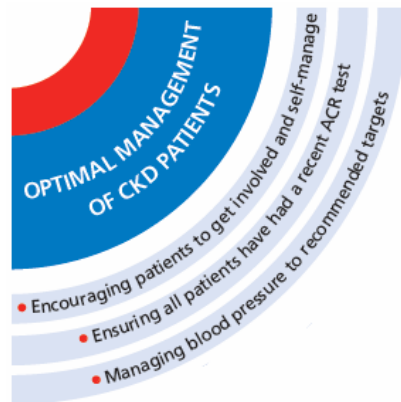 OPTIMAL MANAGEMENT
OF CKD PATIENTS
• Encouraging patients to get involved and self-manage
• Ensuring all patients have had a recent ACR test
• Managing blood pressure to recommended targets